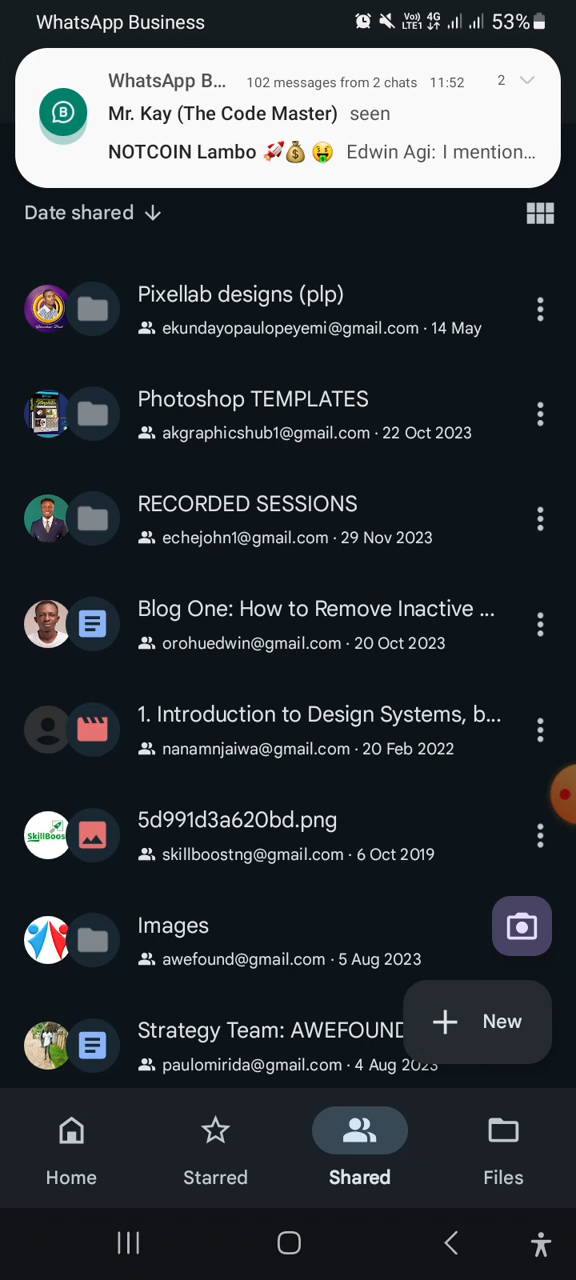 WhatsApp Business
Vo)) 4G
LTE1
53%
WhatsApp B... 102 messages from 2 chats 11:52 2
B
Mr. Kay (The Code Master) seen
NOTCOIN Lambo 🚀💰🤑 Edwin Agi: I mention...
Date shared ↓
Pixellab designs (plp)
ekundayopaulopeyemi@gmail.com · 14 May
Photoshop TEMPLATES
akgraphicshub1@gmail.com · 22 Oct 2023
RECORDED SESSIONS
echejohn1@gmail.com · 29 Nov 2023
Blog One: How to Remove Inactive ...
orohuedwin@gmail.com · 20 Oct 2023
1. Introduction to Design Systems, b...
nanamnjaiwa@gmail.com · 20 Feb 2022
5d991d3a620bd.png
SkillBoos
skillboostng@gmail.com · 6 Oct 2019
Images
awefound@gmail.com · 5 Aug 2023
Strategy Team: AWEFOUND
paulomirida@gmail.com · 4 Aug 2023
+ New
Home
Starred
Shared
Files